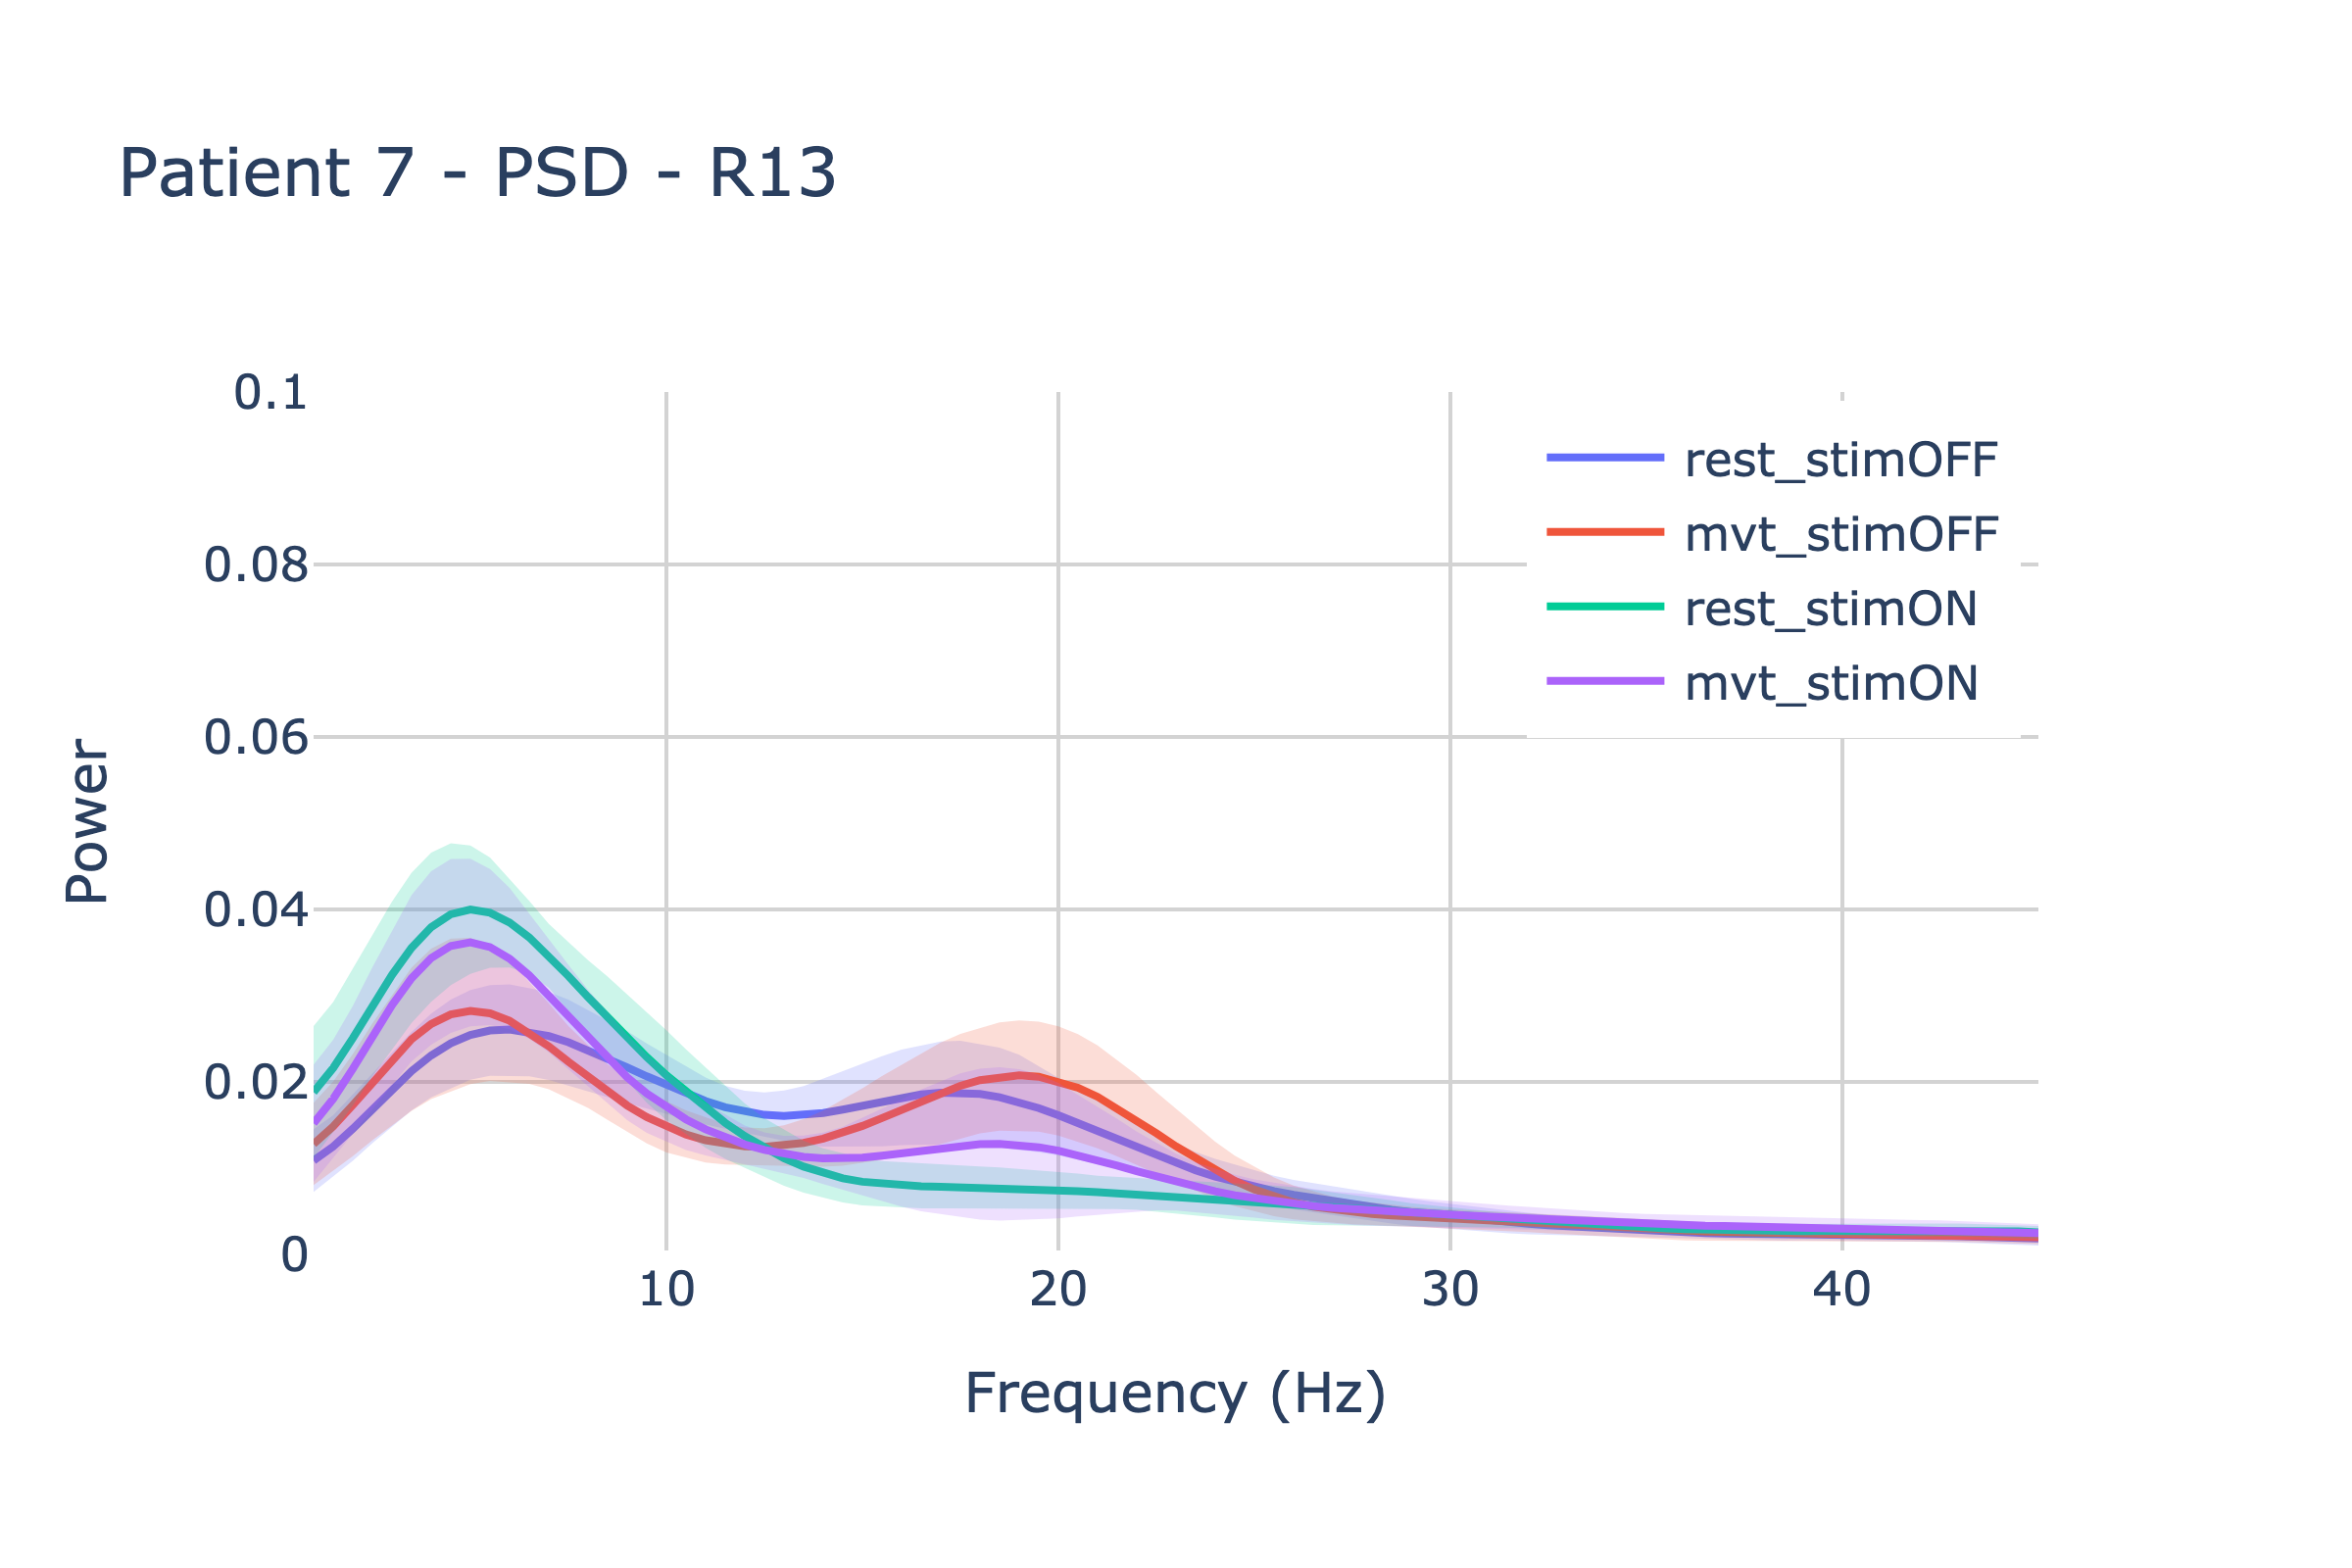 Patient 7 - PSD - R13
0.1
0.08
0.06
0.04
0.02
0
Power
rest_stimOFF
mvt_stimOFF
rest_stimON
mvt_stimON
10 20 30 40
Frequency (Hz)